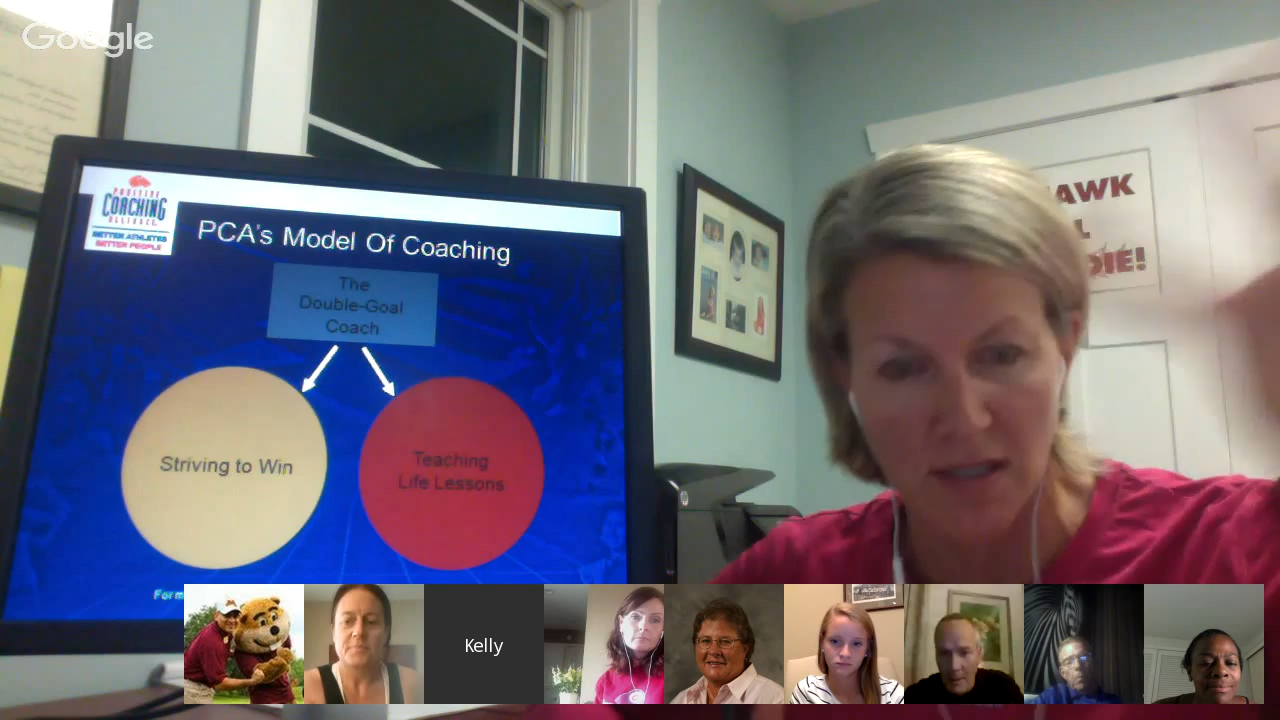 Google
POSITIVE
COACHING
ALLIANCE
BETTER ATHLETES
BETTER PEOPLE
PCA's Model Of Coaching
The
Double-Goal
Coach
Striving to Win
Teaching
Life Lessons
AWK
DIE!
Kelly